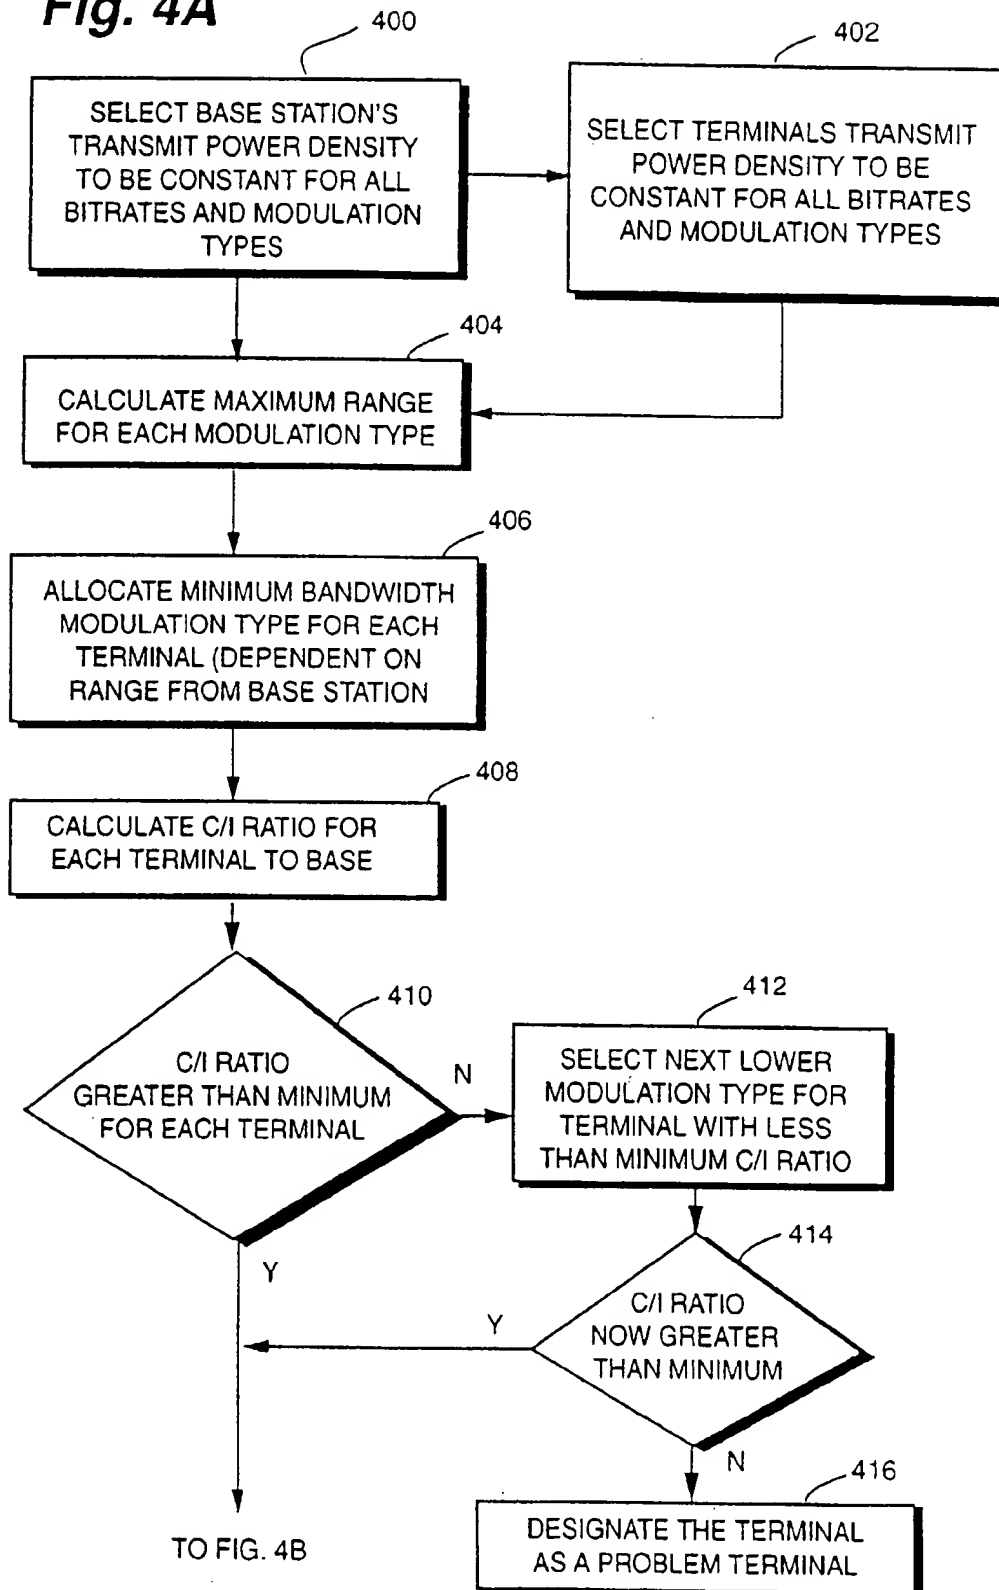 Fig. 4A
400
402
SELECT BASE STATION'S
TRANSMIT POWER DENSITY
TO BE CONSTANT FOR ALL
BITRATES AND MODULATION
TYPES
SELECT TERMINALS TRANSMIT
POWER DENSITY TO BE
CONSTANT FOR ALL BITRATES
AND MODULATION TYPES
404
CALCULATE MAXIMUM RANGE
FOR EACH MODULATION TYPE
406
ALLOCATE MINIMUM BANDWIDTH
MODULATION TYPE FOR EACH
TERMINAL (DEPENDENT ON
RANGE FROM BASE STATION
408
CALCULATE C/I RATIO FOR
EACH TERMINAL TO BASE
410
C/I RATIO
GREATER THAN MINIMUM
FOR EACH TERMINAL
N
Y
412
SELECT NEXT LOWER
MODULATION TYPE FOR
TERMINAL WITH LESS
THAN MINIMUM C/I RATIO
414
C/I RATIO
NOW GREATER
THAN MINIMUM
Y
N
416
DESIGNATE THE TERMINAL
AS A PROBLEM TERMINAL
TO FIG. 4B